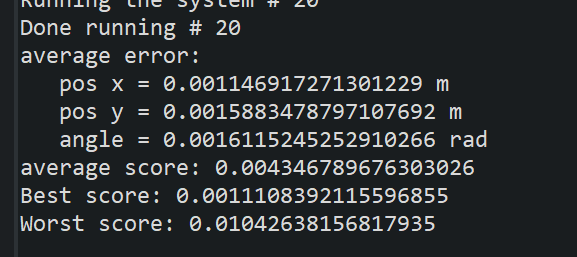 Running the system # 20
Done running # 20
average error:
pos x = 0.001146917271301229 m
pos y = 0.0015883478797107692 m
angle = 0.0016115245252910266 rad
average score: 0.004346789676303026
Best score: 0.0011108392115596855
Worst score: 0.01042638156817935